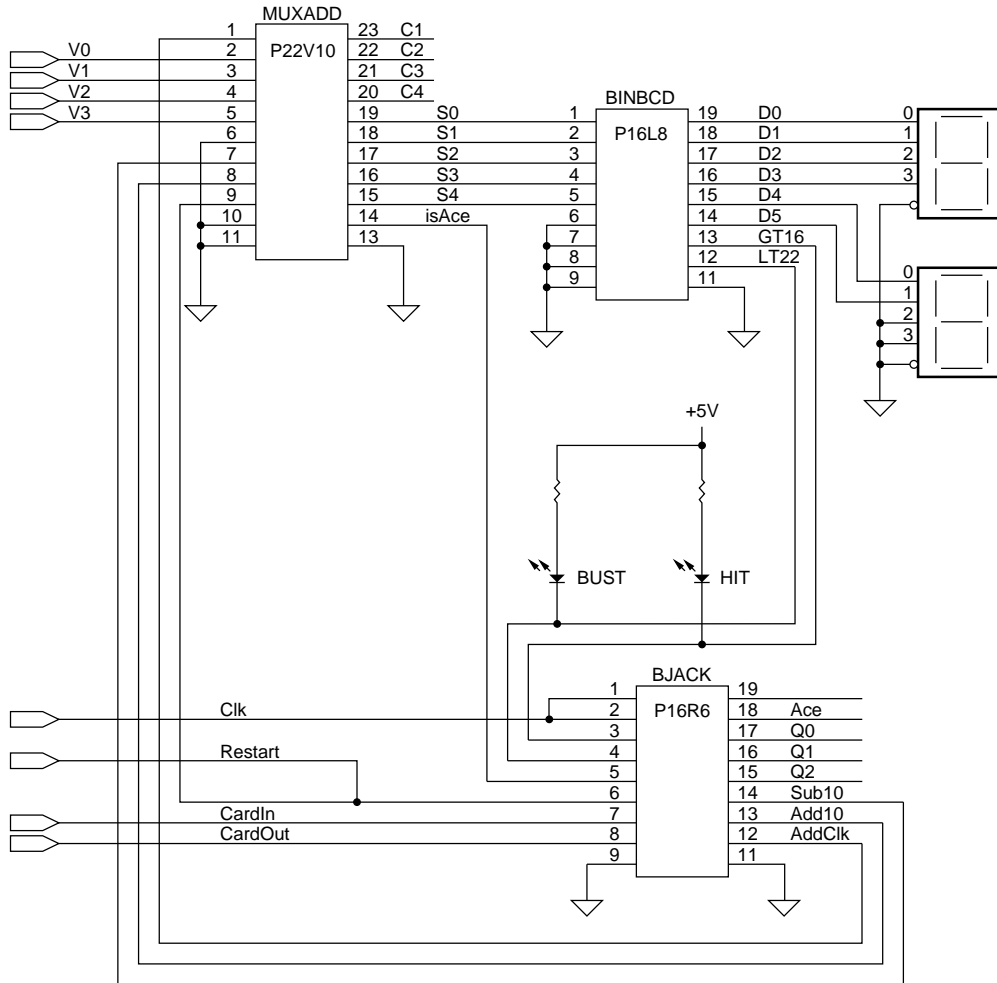 MUXADD
P22V10
1 23 C1
V0 2 22 C2
V1 3 21 C3
V2 4 20 C4
V3 5 19 S0
6 18 S1
7 17 S2
8 16 S3
9 15 S4
10 14 isAce
11 13
BINBCD
P16L8
1 19 D0 0
2 18 D1 1
3 17 D2 2
4 16 D3 3
5 15 D4
6 14 D5
7 13 GT16
8 12 LT22
9 11
0
1
2
3
+5V
BUST
HIT
BJACK
P16R6
1 19
Clk 2 18 Ace
3 17 Q0
Restart 4 16 Q1
5 15 Q2
6 14 Sub10
CardIn 7 13 Add10
CardOut 8 12 AddClk
9 11